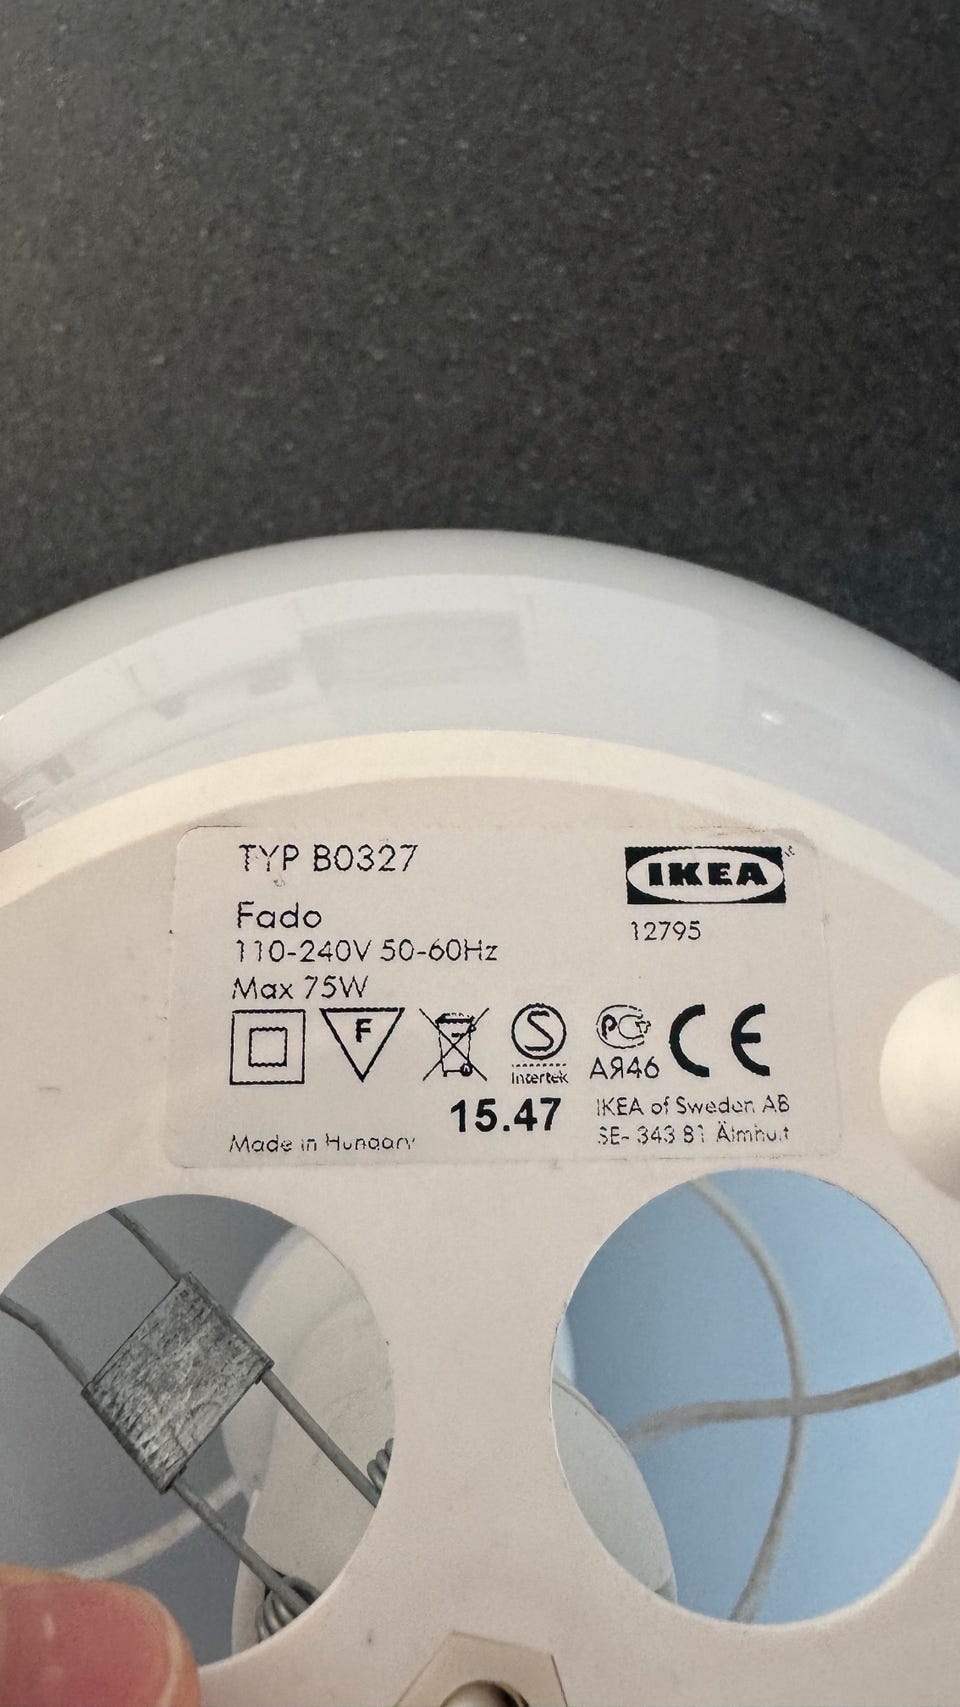 TYP B0327
IKEA
Fado
12795
110-240V 50-60Hz
Max 75W
F
S
Intertek
PC
АЯ46
CE
15.47
IKEA of Sweden AB
SE- 343 81 Älmhult
Made in Hungary